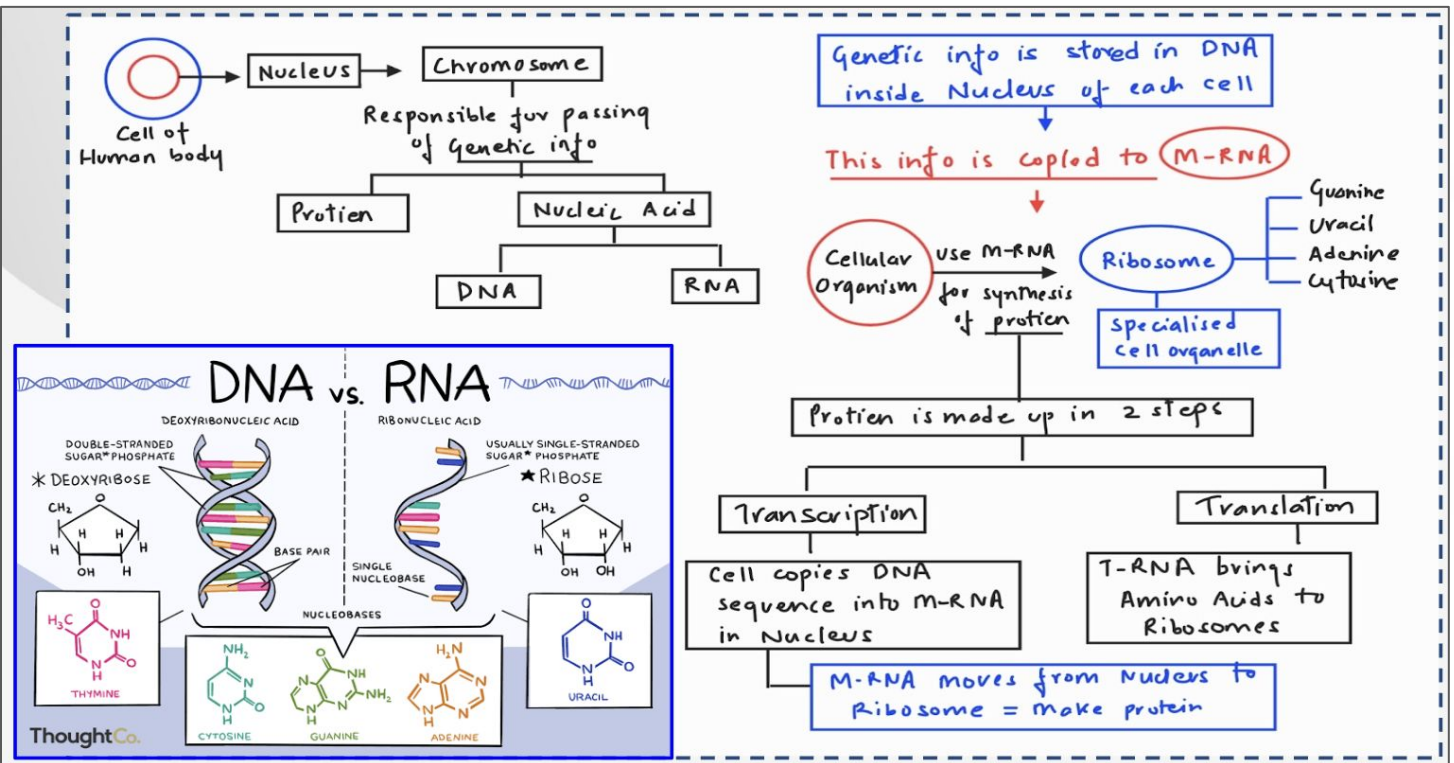 Cell of
Human body
Nucleus
Chromosome
Responsible for passing
of Genetic info
Protien
Nucleic Acid
DNA
RNA
Genetic info is stored in DNA
inside Nucleus of each cell
This info is copied to M-RNA
Cellular
Organism
use M-RNA
for synthesis
of protien
Ribosome
Guanine
Uracil
Adenine
Cytosine
Specialised
Cell organelle
Protien is made up in 2 steps
Transcription
Translation
Cell copies DNA
sequence into M-RNA
in Nucleus
T-RNA brings
Amino Acids to
Ribosomes
M-RNA moves from Nucleus to
Ribosome = make protein
DNA vs. RNA
DEOXYRIBONUCLEIC ACID
RIBONUCLEIC ACID
DOUBLE-STRANDED
SUGAR* PHOSPHATE
* DEOXYRIBOSE
USUALLY SINGLE-STRANDED
SUGAR* PHOSPHATE
★ RIBOSE
O
CH₂
H H
H H
OH H
O
CH₂
H H
H H
OH OH
BASE PAIR
SINGLE
NUCLEOBASE
NUCLEOBASES
H₃C
O
NH
N
H
O
THYMINE
NH₂
N
N
H
O
CYTOSINE
O
N
NH
N
H
N
NH₂
GUANINE
H₂N
N
N
N
H
N
ADENINE
O
NH
N
H
O
URACIL
ThoughtCo.